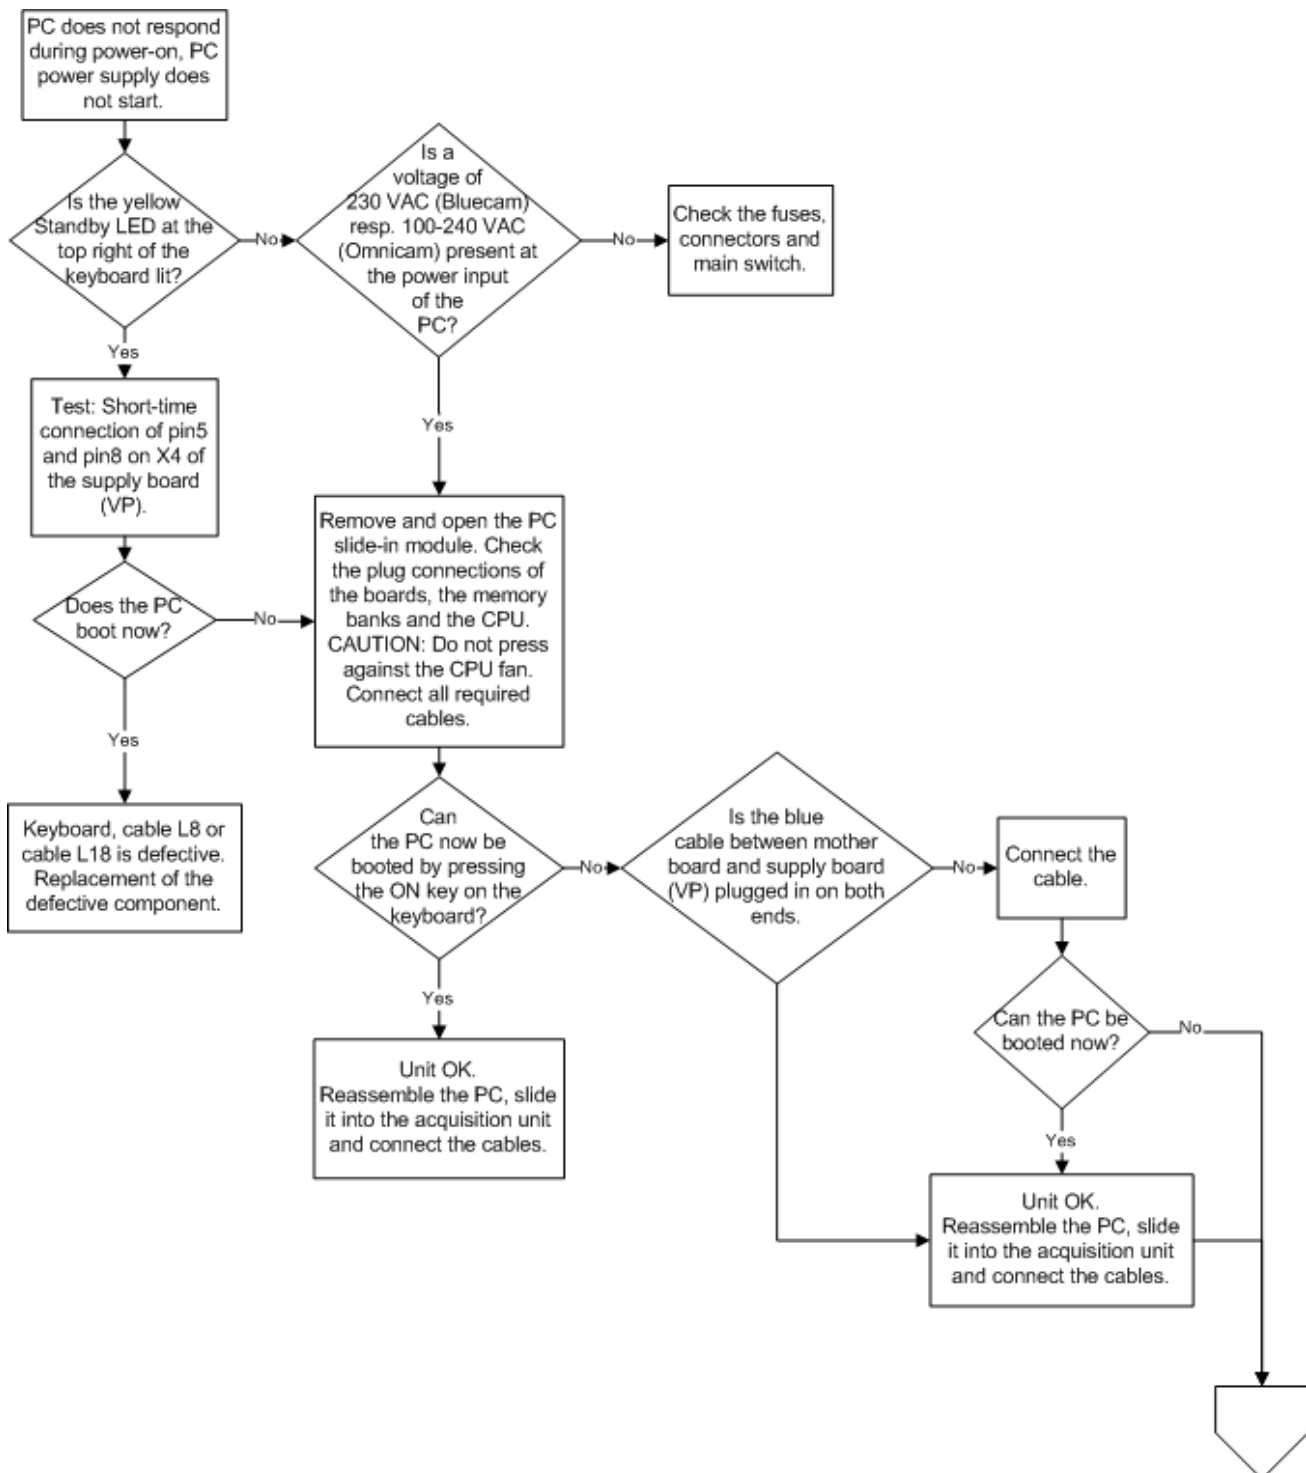 PC does not respond
during power-on, PC
power supply does
not start.
Is the yellow
Standby LED at the
top right of the
keyboard lit?
No
Is a
voltage of
230 VAC (Bluecam)
resp. 100-240 VAC
(Omnicam) present at
the power input
of the
PC?
No
Check the fuses,
connectors and
main switch.
Yes
Test: Short-time
connection of pin5
and pin8 on X4 of
the supply board
(VP).
Yes
Does the PC
boot now?
No
Remove and open the PC
slide-in module. Check
the plug connections of
the boards, the memory
banks and the CPU.
CAUTION: Do not press
against the CPU fan.
Connect all required
cables.
Yes
Keyboard, cable L8 or
cable L18 is defective.
Replacement of the
defective component.
Can
the PC now be
booted by pressing
the ON key on the
keyboard?
No
Is the blue
cable between mother
board and supply board
(VP) plugged in on both
ends.
No
Connect the
cable.
Yes
Unit OK.
Reassemble the PC, slide
it into the acquisition unit
and connect the cables.
Can the PC be
booted now?
No
Yes
Unit OK.
Reassemble the PC, slide
it into the acquisition unit
and connect the cables.